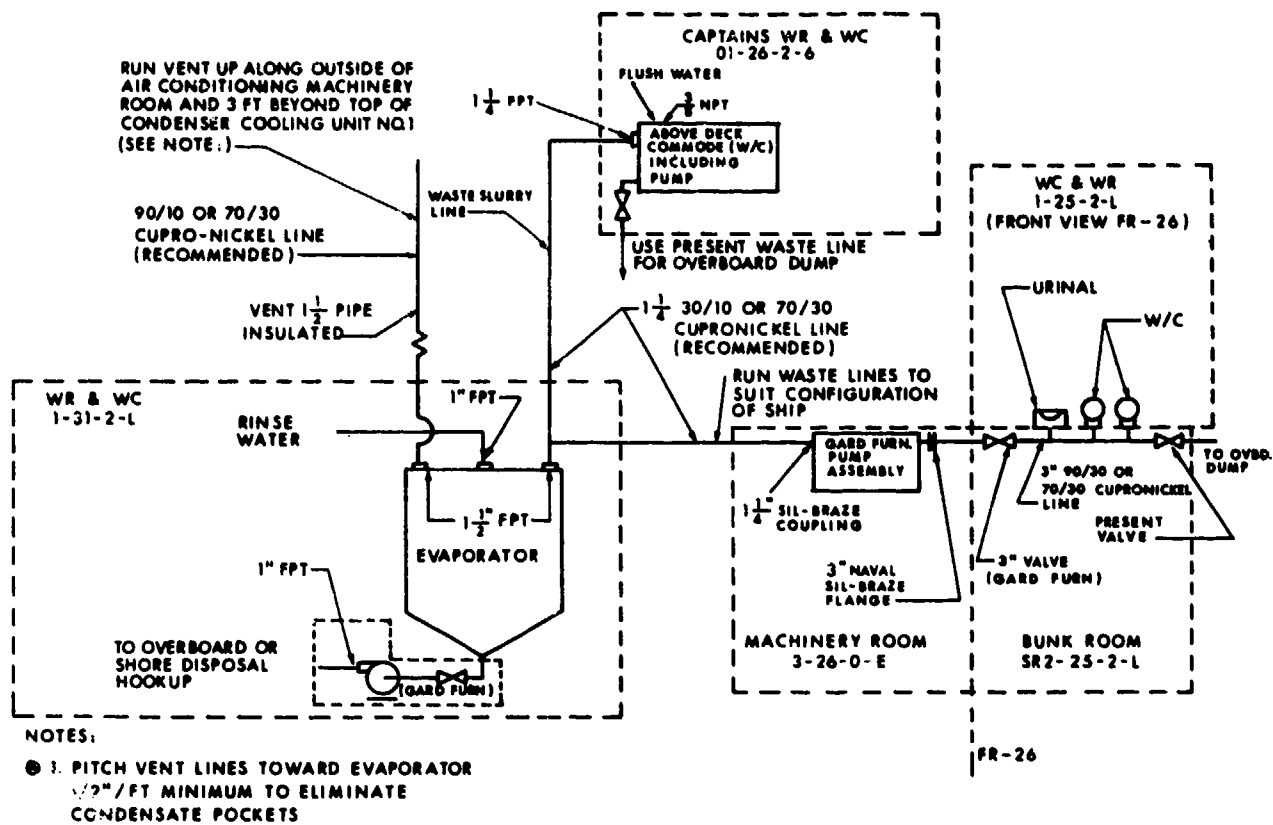 RUN VENT UP ALONG OUTSIDE OF
AIR CONDITIONING MACHINERY
ROOM AND 3 FT BEYOND TOP OF
CONDENSER COOLING UNIT NO.1
(SEE NOTE:)
90/10 OR 70/30
CUPRO-NICKEL LINE
(RECOMMENDED)
VENT 1 1/2 PIPE
INSULATED
WASTE SLURRY
LINE
1 1/4 FPT
CAPTAINS WR & WC
01-26-2-6
FLUSH WATER
3/8 NPT
ABOVE DECK
COMMODE (W/C)
INCLUDING
PUMP
USE PRESENT WASTE LINE
FOR OVERBOARD DUMP
1 1/4 30/10 OR 70/30
CUPRONICKEL LINE
(RECOMMENDED)
RUN WASTE LINES TO
SUIT CONFIGURATION
OF SHIP
WC & WR
1-25-2-L
(FRONT VIEW FR-26)
URINAL
W/C
WR & WC
1-31-2-L
RINSE
WATER
1" FPT
1 1/2" FPT
EVAPORATOR
1" FPT
TO OVERBOARD OR
SHORE DISPOSAL
HOOKUP
(GARD FURN)
GARD FURN.
PUMP
ASSEMBLY
1 1/4" SIL-BRAZE
COUPLING
3" NAVAL
SIL-BRAZE
FLANGE
MACHINERY ROOM
3-26-0-E
3" 90/30 OR
70/30 CUPRONICKEL
LINE
TO OVBD.
DUMP
PRESENT
VALVE
3" VALVE
(GARD FURN)
BUNK ROOM
SR2-25-2-L
FR-26
NOTES:
1. PITCH VENT LINES TOWARD EVAPORATOR
1/2"/FT MINIMUM TO ELIMINATE
CONDENSATE POCKETS